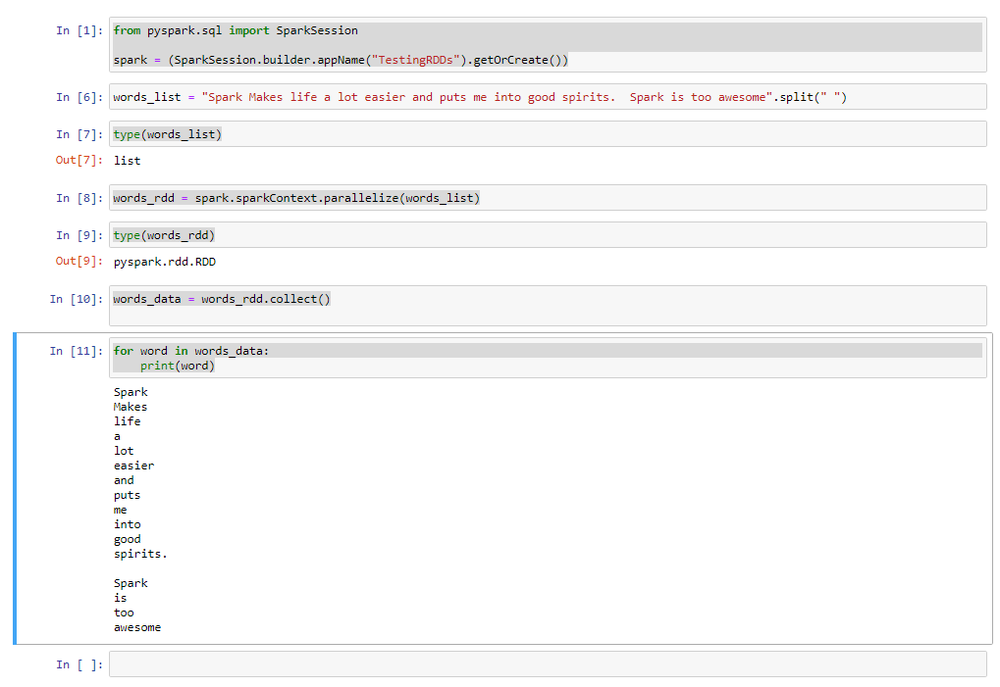 In [1]: from pyspark.sql import SparkSession
spark = (SparkSession.builder.appName("TestingRDDs").getOrCreate())
In [6]: words_list = "Spark Makes life a lot easier and puts me into good spirits.  Spark is too awesome".split(" ")
In [7]: type(words_list)
Out[7]: list
In [8]: words_rdd = spark.sparkContext.parallelize(words_list)
In [9]: type(words_rdd)
Out[9]: pyspark.rdd.RDD
In [10]: words_data = words_rdd.collect()
In [11]: for word in words_data:
    print(word)
Spark
Makes
life
a
lot
easier
and
puts
me
into
good
spirits.

Spark
is
too
awesome
In [ ]: